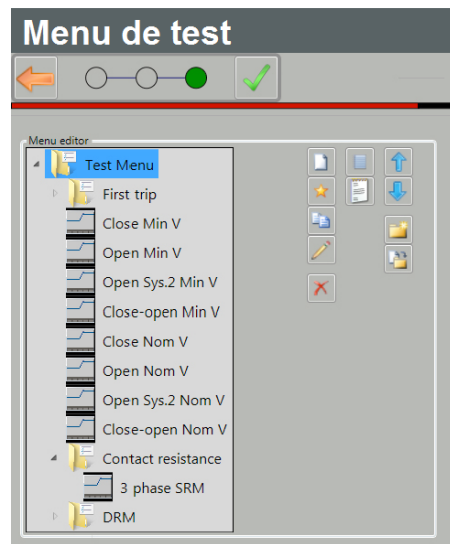 Menu de test
Menu editor
Test Menu
First trip
Close Min V
Open Min V
Open Sys.2 Min V
Close-open Min V
Close Nom V
Open Nom V
Open Sys.2 Nom V
Close-open Nom V
Contact resistance
3 phase SRM
DRM